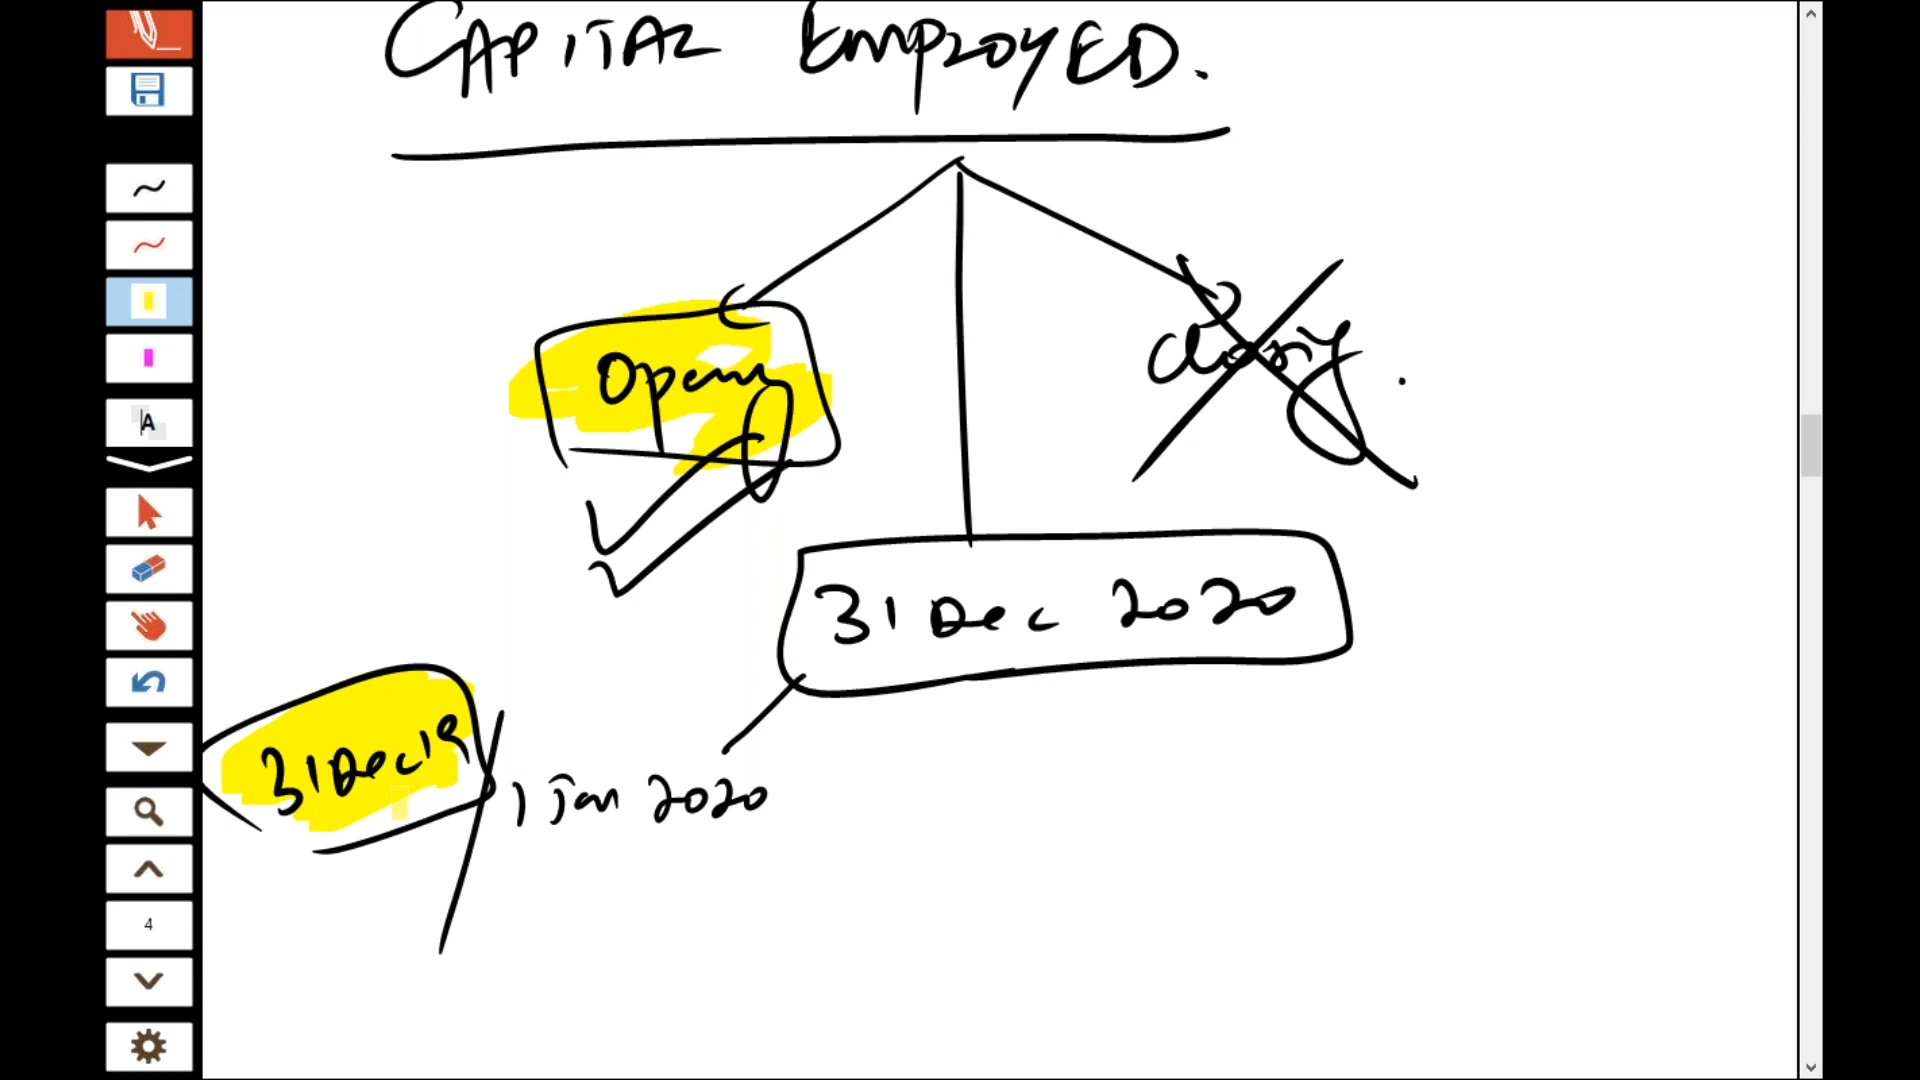 CAPITAL EMPLOYED.
Opening
closing.
31 Dec 2020
31 Dec'19
1 Jan 2020
A
4